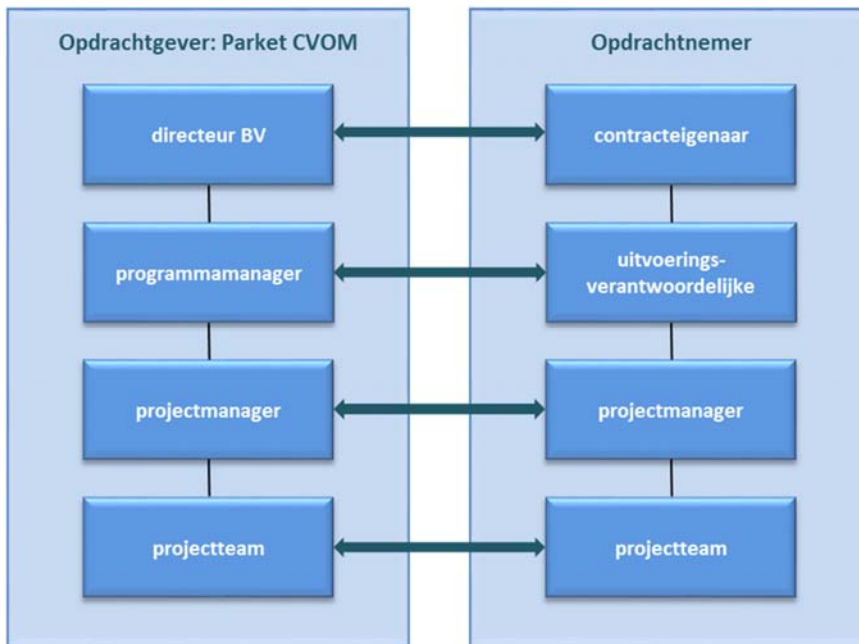 Opdrachtgever: Parket CVOM
directeur BV
programmamanager
projectmanager
projectteam
Opdrachtnemer
contracteigenaar
uitvoerings-
verantwoordelijke
projectmanager
projectteam